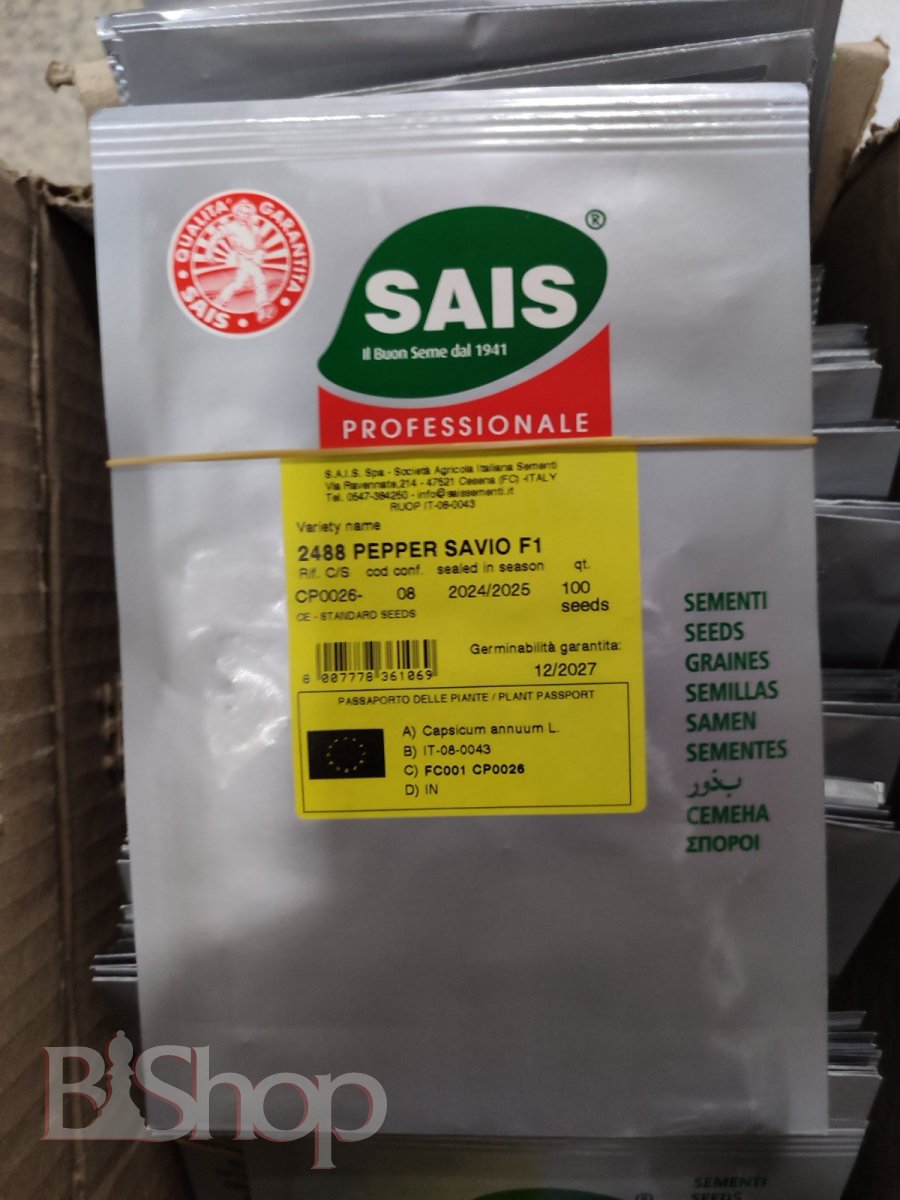 QUALITA' GARANTITA
SAIS
SAIS ®
Il Buon Seme dal 1941
PROFESSIONALE
S.A.I.S. Spa - Società Agricola Italiana Sementi
Via Ravennate,214 - 47521 Cesena (FC) -ITALY
Tel. 0547-384250 - info@saissementi.it
RUOP IT-08-0043
Variety name
2488 PEPPER SAVIO F1
Rif. C/S cod conf. sealed in season qt.
CP0026- 08 2024/2025 100
seeds
CE - STANDARD SEEDS
Germinabilità garantita:
12/2027
8 007778 361069
PASSAPORTO DELLE PIANTE / PLANT PASSPORT
A) Capsicum annuum L.
B) IT-08-0043
C) FC001 CP0026
D) IN
SEMENTI
SEEDS
GRAINES
SEMILLAS
SAMEN
SEMENTES
بذور
СЕМЕНА
ΣΠΟΡΟΙ
BiShop
SEMENTI
SEEDS